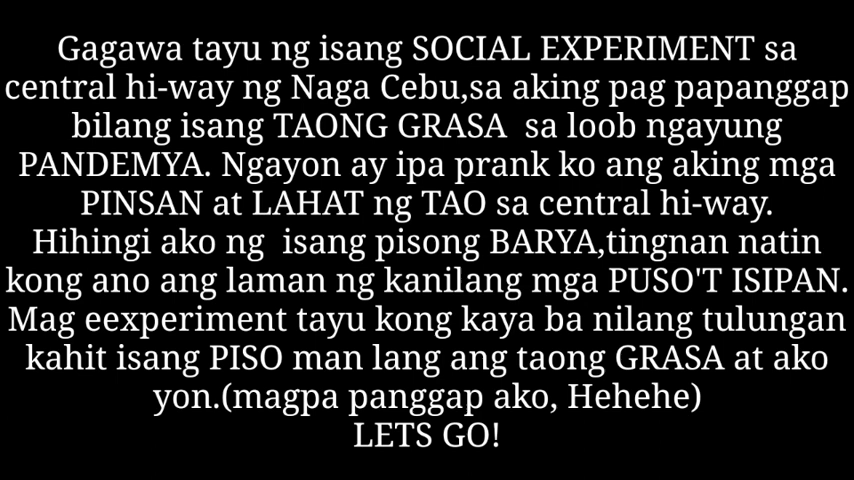 Gagawa tayu ng isang SOCIAL EXPERIMENT sa
central hi-way ng Naga Cebu,sa aking pag papanggap
bilang isang TAONG GRASA sa loob ngayung
PANDEMYA. Ngayon ay ipa prank ko ang aking mga
PINSAN at LAHAT ng TAO sa central hi-way.
Hihingi ako ng isang pisong BARYA,tingnan natin
kong ano ang laman ng kanilang mga PUSO'T ISIPAN.
Mag eexperiment tayu kong kaya ba nilang tulungan
kahit isang PISO man lang ang taong GRASA at ako
yon.(magpa panggap ako, Hehehe)
LETS GO!